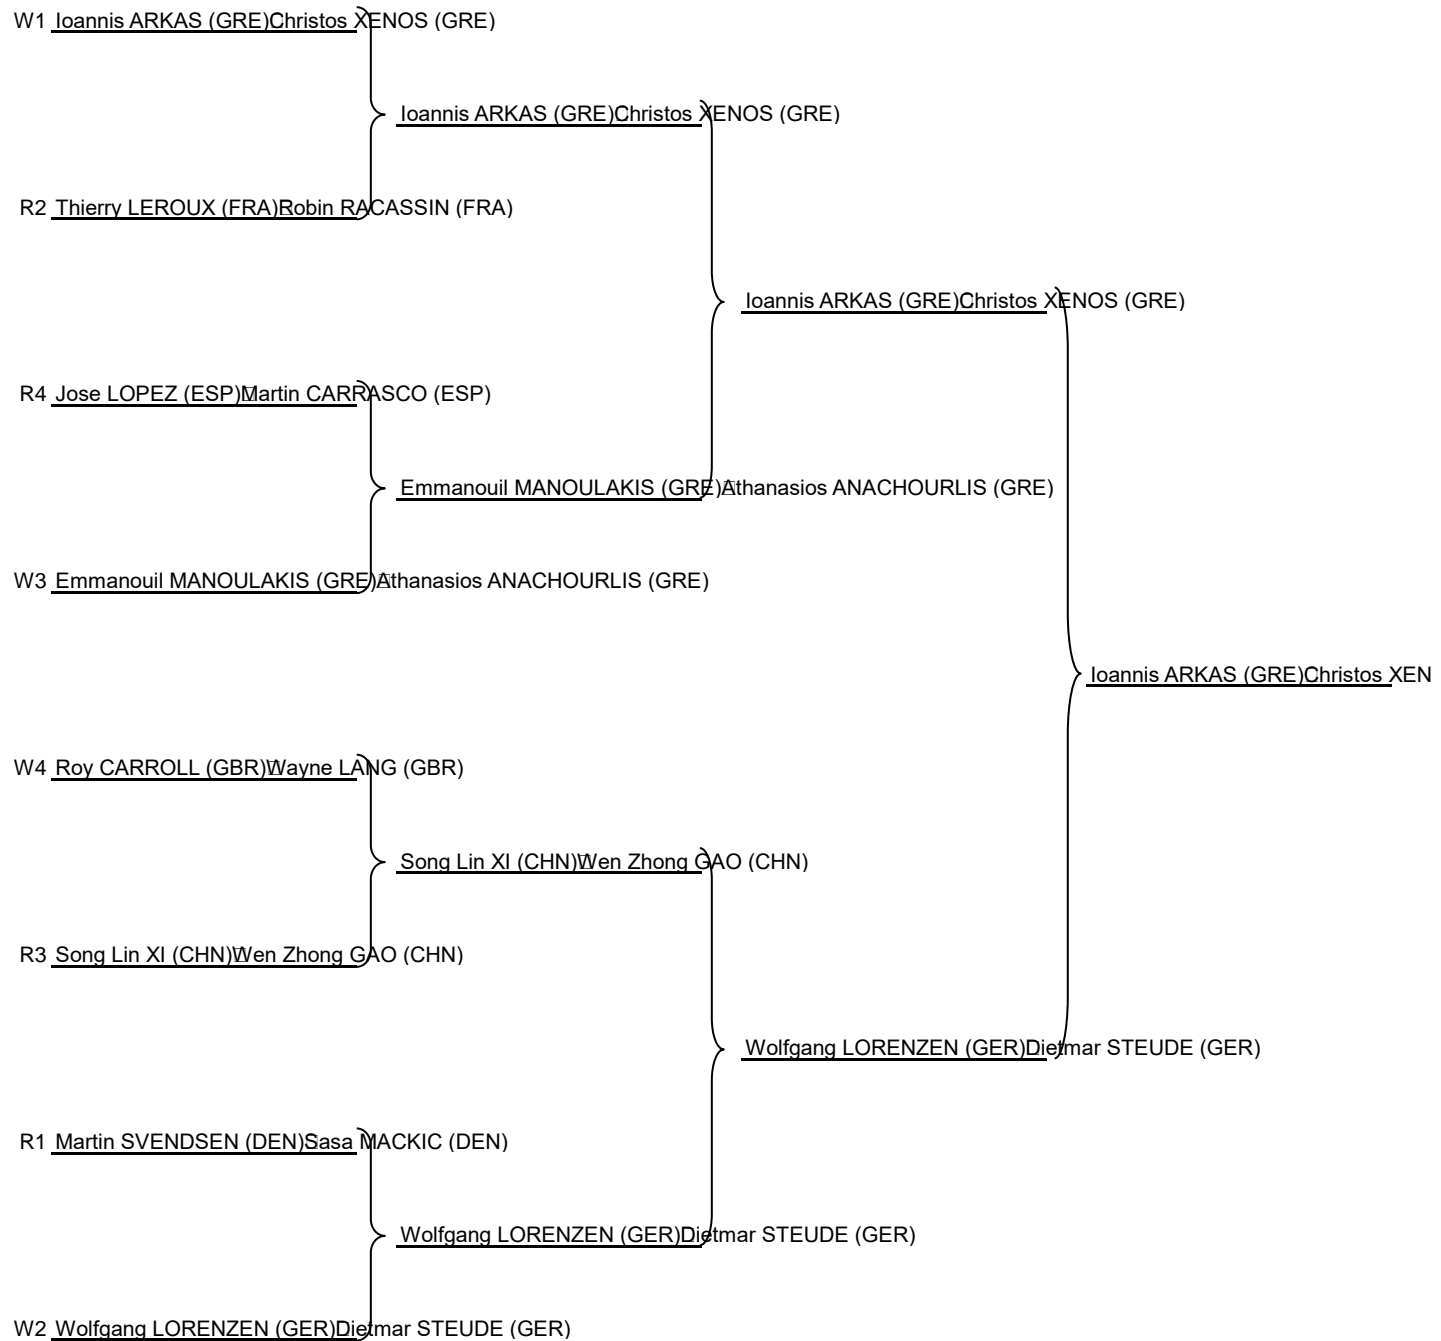 W1 Ioannis ARKAS (GRE) Christos XENOS (GRE)
Ioannis ARKAS (GRE) Christos XENOS (GRE)
R2 Thierry LEROUX (FRA) Robin RACASSIN (FRA)
Ioannis ARKAS (GRE) Christos XENOS (GRE)
R4 Jose LOPEZ (ESP) Martin CARRASCO (ESP)
Emmanouil MANOULAKIS (GRE) Athanasios ANACHOURLIS (GRE)
W3 Emmanouil MANOULAKIS (GRE) Athanasios ANACHOURLIS (GRE)
Ioannis ARKAS (GRE) Christos XEN
W4 Roy CARROLL (GBR) Wayne LANG (GBR)
Song Lin XI (CHN) Wen Zhong GAO (CHN)
R3 Song Lin XI (CHN) Wen Zhong GAO (CHN)
Wolfgang LORENZEN (GER) Dietmar STEUDE (GER)
R1 Martin SVENDSEN (DEN) Sasa MACKIC (DEN)
Wolfgang LORENZEN (GER) Dietmar STEUDE (GER)
W2 Wolfgang LORENZEN (GER) Dietmar STEUDE (GER)